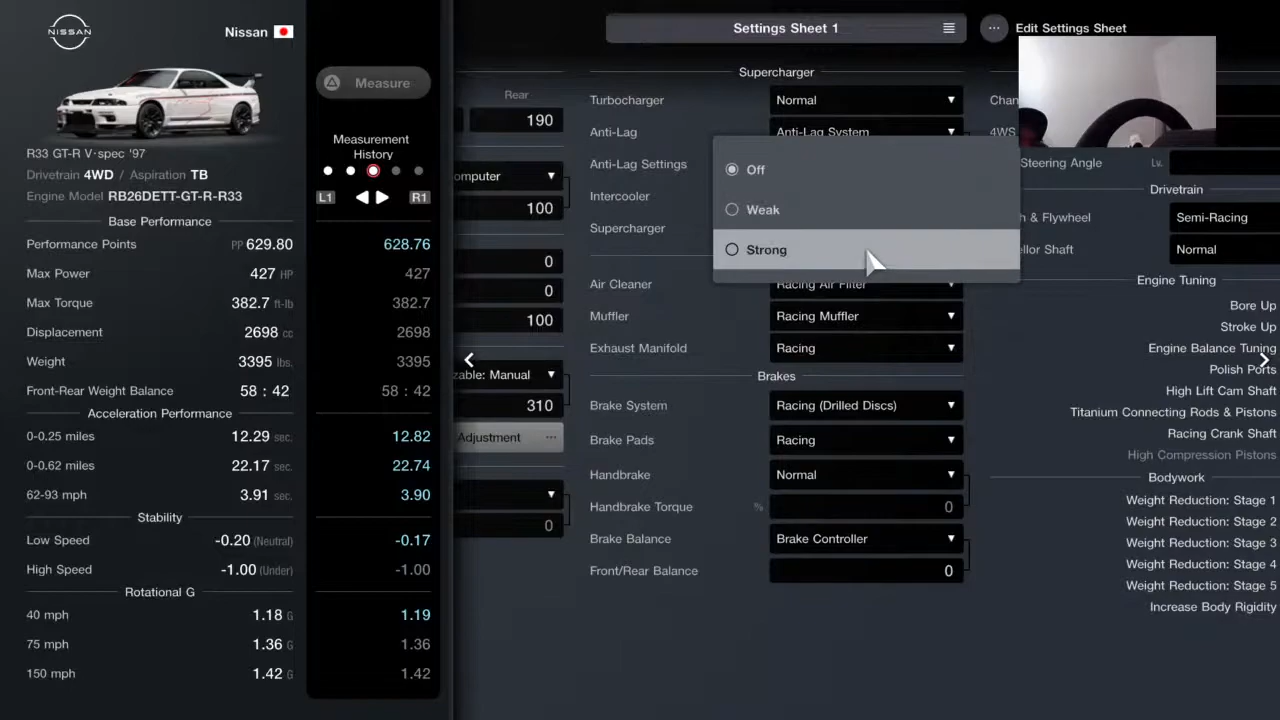 NISSAN
Nissan
R33 GT-R V·spec '97
Drivetrain 4WD / Aspiration TB
Engine Model RB26DETT-GT-R-R33
Base Performance
Performance Points PP 629.80
Max Power 427 HP
Max Torque 382.7 ft-lb
Displacement 2698 cc
Weight 3395 lbs.
Front-Rear Weight Balance 58 : 42
Acceleration Performance
0-0.25 miles 12.29 sec.
0-0.62 miles 22.17 sec.
62-93 mph 3.91 sec.
Stability
Low Speed -0.20 (Neutral)
High Speed -1.00 (Under)
Rotational G
40 mph 1.18 G
75 mph 1.36 G
150 mph 1.42 G
Measure
Measurement
History
L1 R1
628.76
427
382.7
2698
3395
58 : 42
12.82
22.74
3.90
-0.17
-1.00
1.19
1.36
1.42
Rear
190
omputer
100
0
0
100
zable: Manual
310
Adjustment ...
0
Settings Sheet 1
... Edit Settings Sheet
Supercharger
Turbocharger Normal
Anti-Lag Anti-Lag System
Anti-Lag Settings
Intercooler
Supercharger
Off
Weak
Strong
Air Cleaner Racing Air Filter
Muffler Racing Muffler
Exhaust Manifold Racing
Brakes
Brake System Racing (Drilled Discs)
Brake Pads Racing
Handbrake Normal
Handbrake Torque % 0
Brake Balance Brake Controller
Front/Rear Balance 0
Chan
4WS
Steering Angle Lv.
Drivetrain
h & Flywheel Semi-Racing
ellor Shaft Normal
Engine Tuning
Bore Up
Stroke Up
Engine Balance Tuning
Polish Ports
High Lift Cam Shaft
Titanium Connecting Rods & Pistons
Racing Crank Shaft
High Compression Pistons
Bodywork
Weight Reduction: Stage 1
Weight Reduction: Stage 2
Weight Reduction: Stage 3
Weight Reduction: Stage 4
Weight Reduction: Stage 5
Increase Body Rigidity